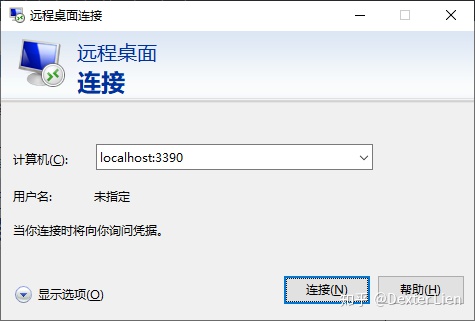 远程桌面连接
远程桌面
连接
计算机(C): localhost:3390
用户名: 未指定
当你连接时将向你询问凭据。
显示选项(O) 连接(N) 帮助(H)
知乎 @DexterLien